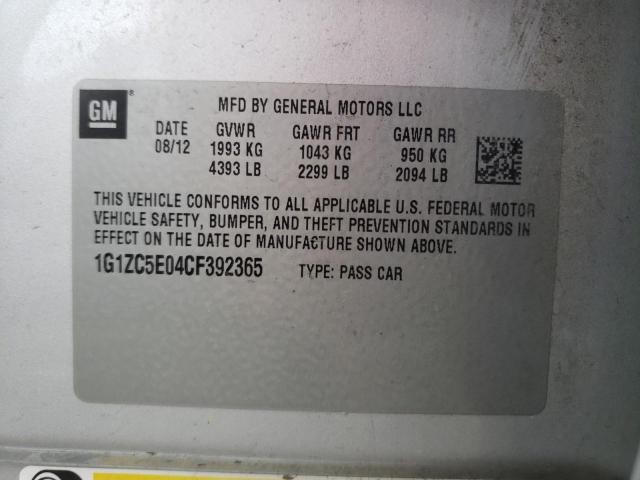 GM ®
MFD BY GENERAL MOTORS LLC
DATE GVWR GAWR FRT GAWR RR
08/12 1993 KG 1043 KG 950 KG
4393 LB 2299 LB 2094 LB
THIS VEHICLE CONFORMS TO ALL APPLICABLE U.S. FEDERAL MOTOR
VEHICLE SAFETY, BUMPER, AND THEFT PREVENTION STANDARDS IN
EFFECT ON THE DATE OF MANUFACTURE SHOWN ABOVE.
1G1ZC5E04CF392365 TYPE: PASS CAR